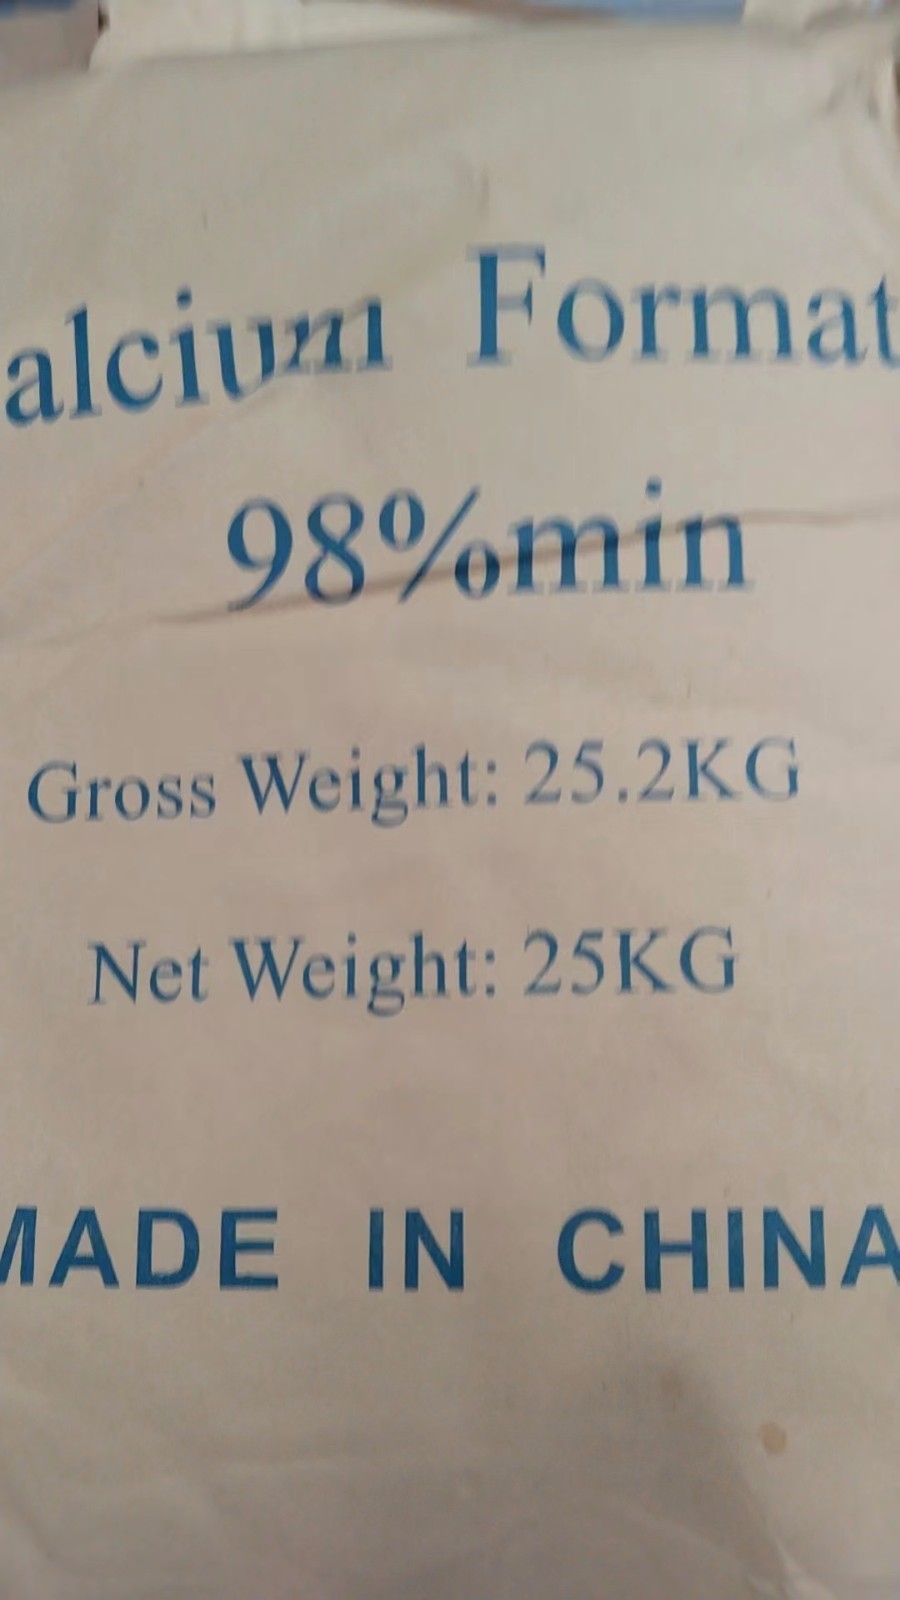 alcium Format
98%min
Gross Weight: 25.2KG
Net Weight: 25KG
MADE IN CHINA